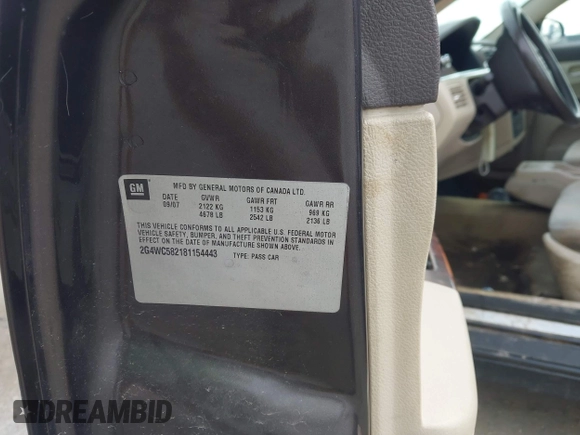 GM
MFD BY GENERAL MOTORS OF CANADA LTD.
DATE GVWR GAWR FRT GAWR RR
09/07 2122 KG 1153 KG 969 KG
4678 LB 2542 LB 2136 LB
THIS VEHICLE CONFORMS TO ALL APPLICABLE U.S. FEDERAL MOTOR
VEHICLE SAFETY, BUMPER, AND THEFT PREVENTION STANDARDS IN
EFFECT ON THE DATE OF MANUFACTURE SHOWN ABOVE.
2G4WC582181154443 TYPE: PASS CAR
DREAMBID